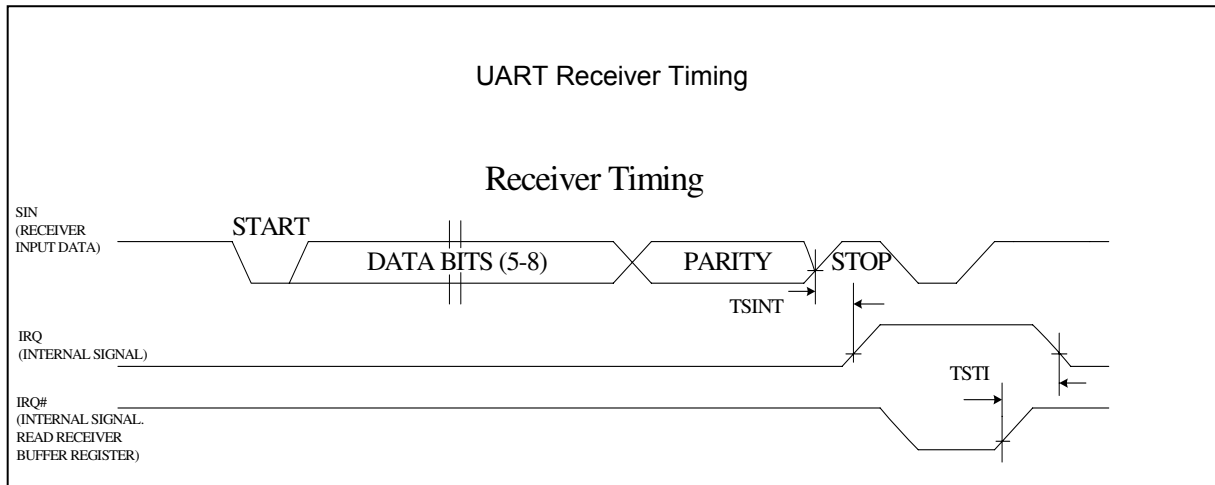 UART Receiver Timing
Receiver Timing
SIN
(RECEIVER
INPUT DATA)
START
DATA BITS (5-8)
PARITY
STOP
TSINT
IRQ
(INTERNAL SIGNAL)
TSTI
IRQ#
(INTERNAL SIGNAL.
READ RECEIVER
BUFFER REGISTER)